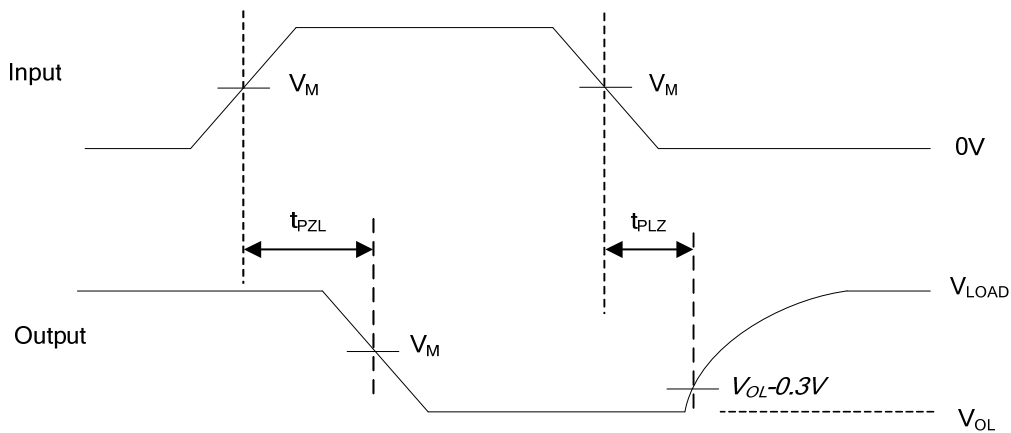 Input
V_M
V_M
0V
t_PZL
t_PLZ
V_LOAD
Output
V_M
V_OL-0.3V
V_OL